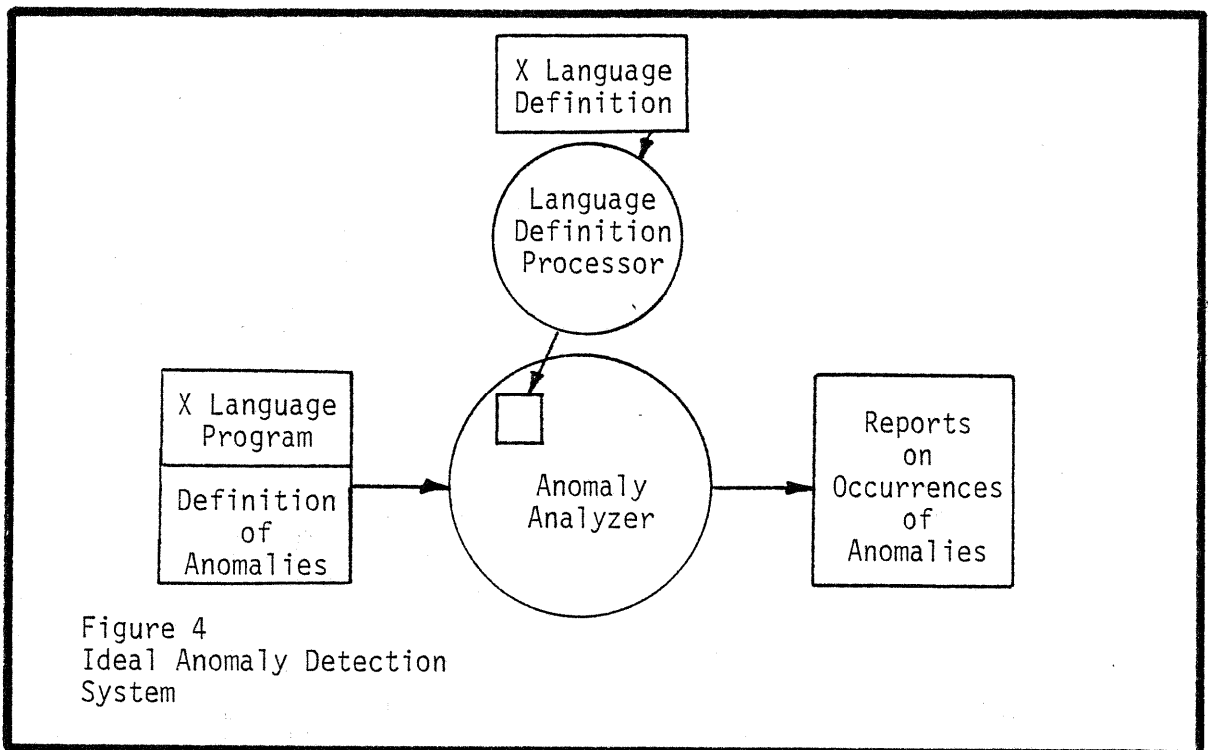 X Language
Definition
Language
Definition
Processor
X Language
Program
Definition
of
Anomalies
Anomaly
Analyzer
Reports
on
Occurrences
of
Anomalies
Figure 4
Ideal Anomaly Detection
System